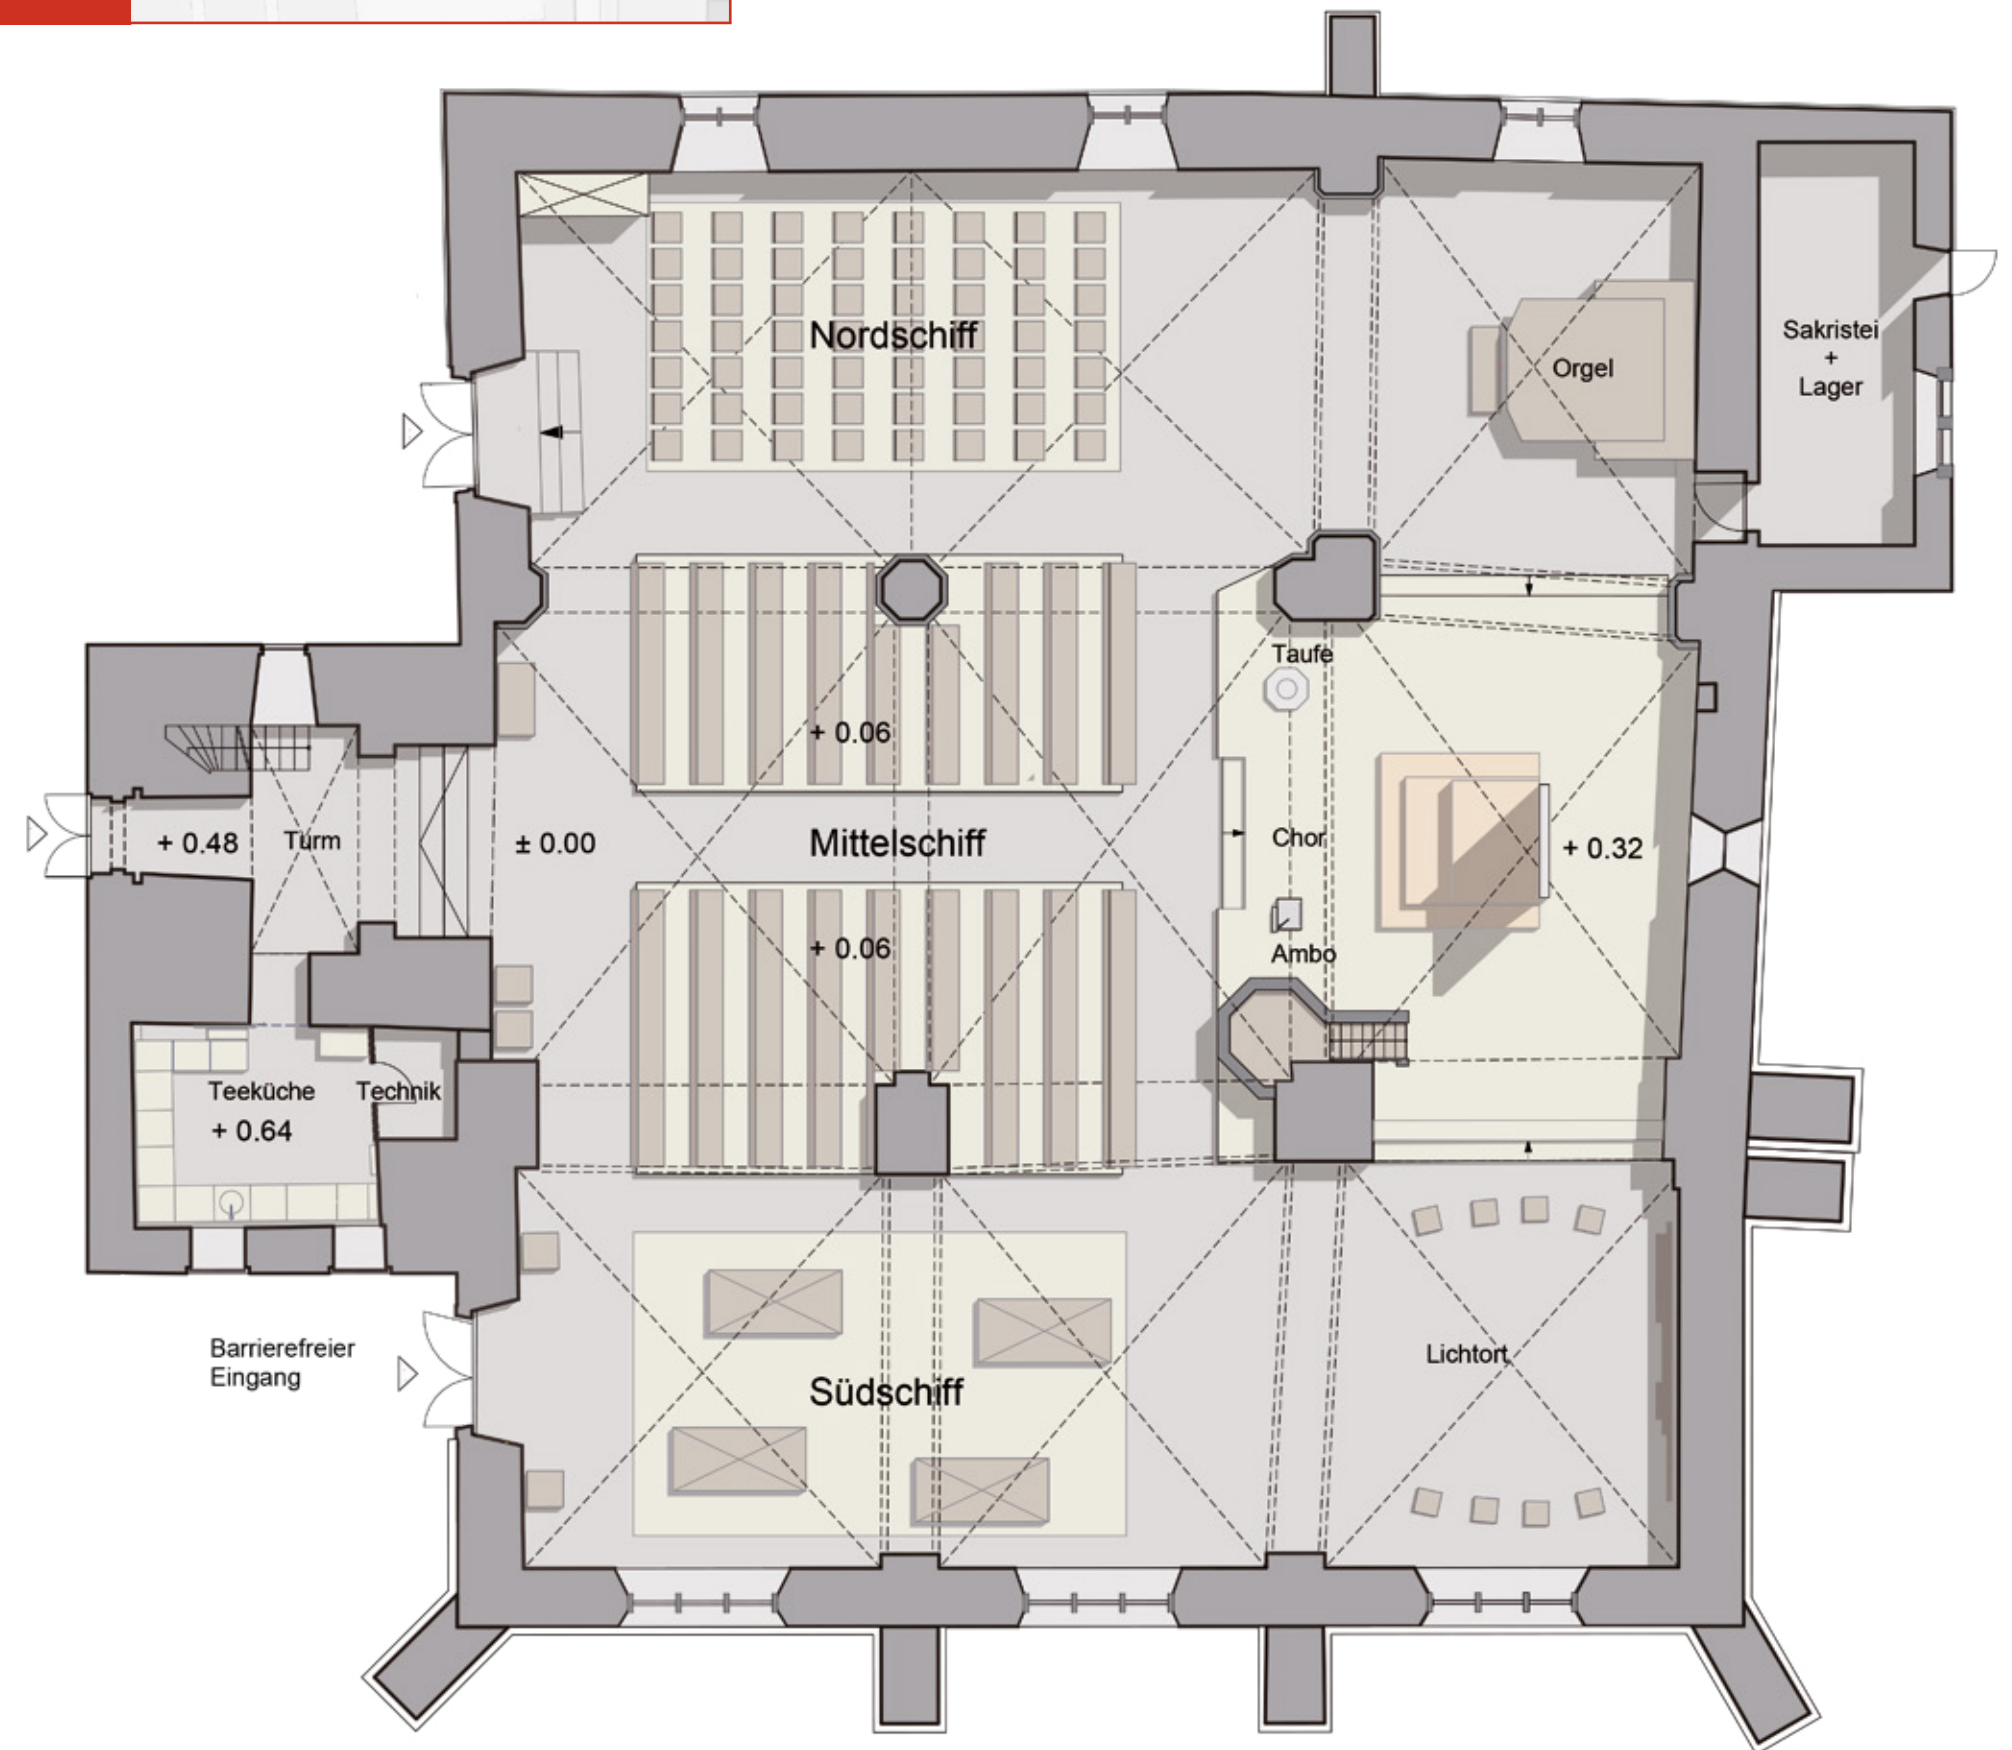 Nordschiff
Orgel
Sakristei
+
Lager
Taufe
+ 0.06
+ 0.48
Turm
± 0.00
Mittelschiff
Chor
+ 0.32
+ 0.06
Ambo
Teeküche
+ 0.64
Technik
Barrierefreier
Eingang
Südschiff
Lichtort